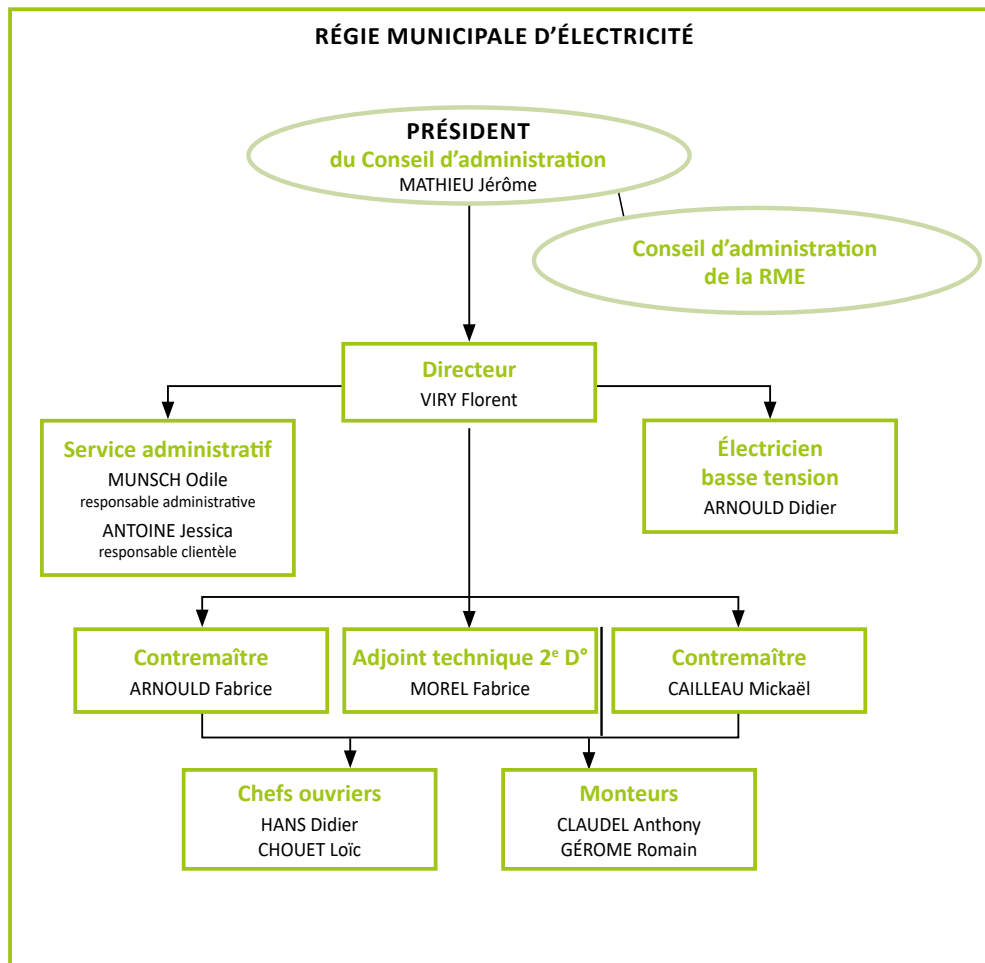 RÉGIE MUNICIPALE D’ÉLECTRICITÉ
PRÉSIDENT
du Conseil d’administration
MATHIEU Jérôme
Conseil d’administration
de la RME
Directeur
VIRY Florent
Service administratif
MUNSCH Odile
responsable administrative
ANTOINE Jessica
responsable clientèle
Électricien
basse tension
ARNOULD Didier
Contremaître
ARNOULD Fabrice
Adjoint technique 2e D°
MOREL Fabrice
Contremaître
CAILLEAU Mickaël
Chefs ouvriers
HANS Didier
CHOUET Loïc
Monteurs
CLAUDEL Anthony
GÉROME Romain